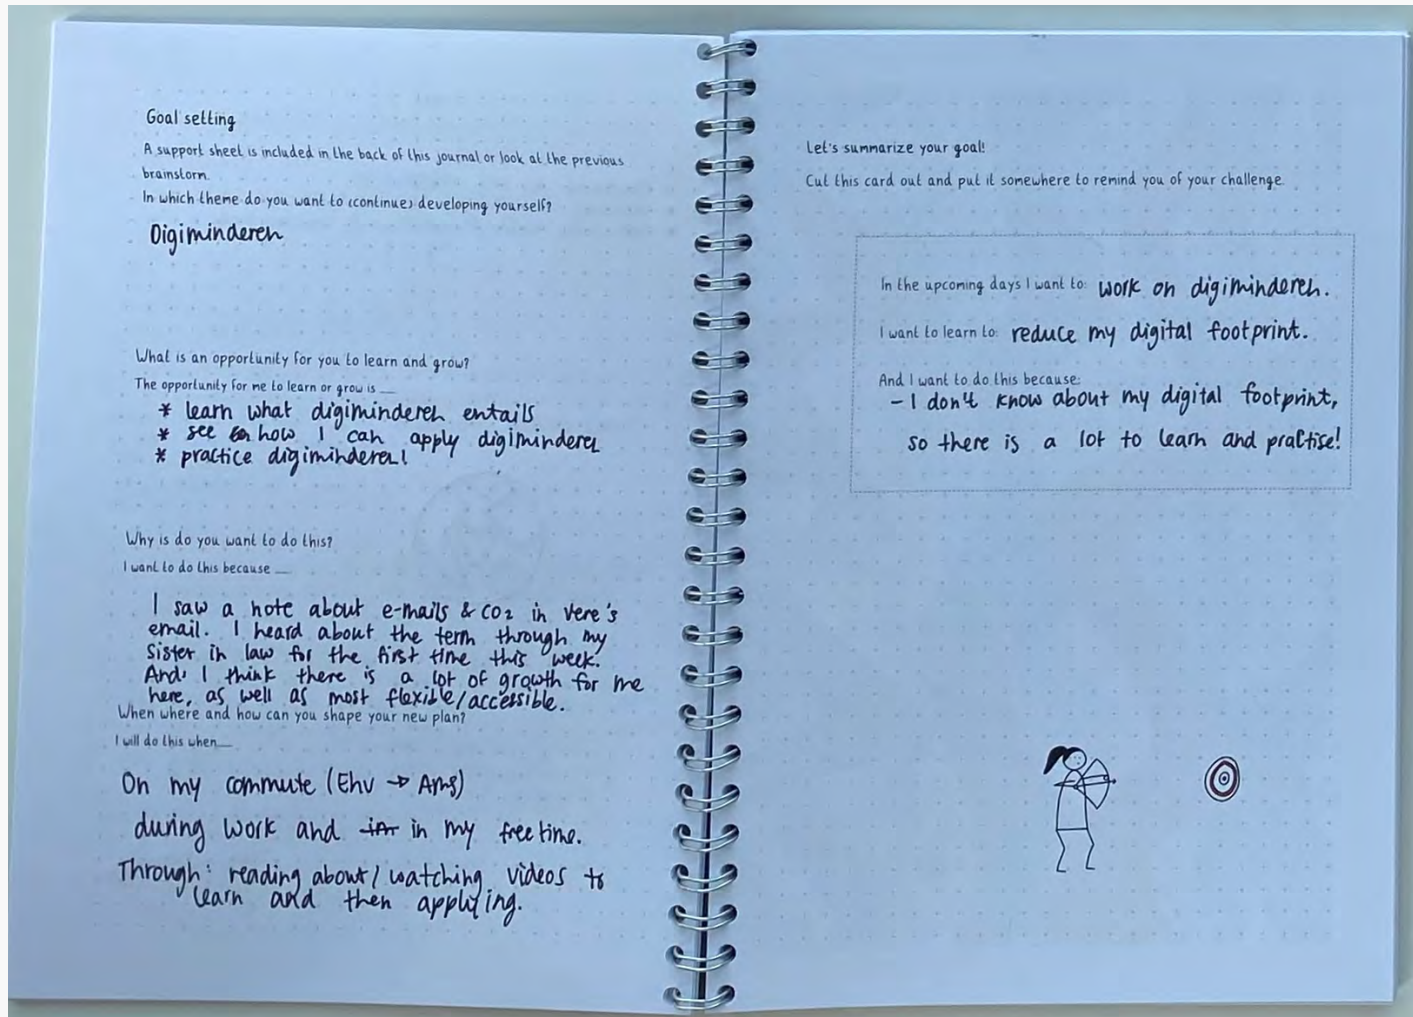 Goal setting
A support sheet is included in the back of this journal or look at the previous
brainstorm.
In which theme do you want to (continue) developing yourself?
Digiminderen
What is an opportunity for you to learn and grow?
The opportunity for me to learn or grow is __
* learn what digiminderen entails
* see how I can apply digiminderen
* practice digiminderen!
Why is do you want to do this?
I want to do this because __
I saw a note about e-mails & CO2 in Vere's
email. I heard about the term through my
sister in law for the first time this week.
And, I think there is a lot of growth for me
here, as well as most flexible/accessible.
When where and how can you shape your new plan?
I will do this when__
On my commute (Ehv → Ams)
during work and in my free time.
Through: reading about / watching videos to
learn and then applying.
Let's summarize your goal!
Cut this card out and put it somewhere to remind you of your challenge.
In the upcoming days I want to: work on digiminderen.
I want to learn to: reduce my digital footprint.
And I want to do this because:
- I don't know about my digital footprint,
so there is a lot to learn and practise!